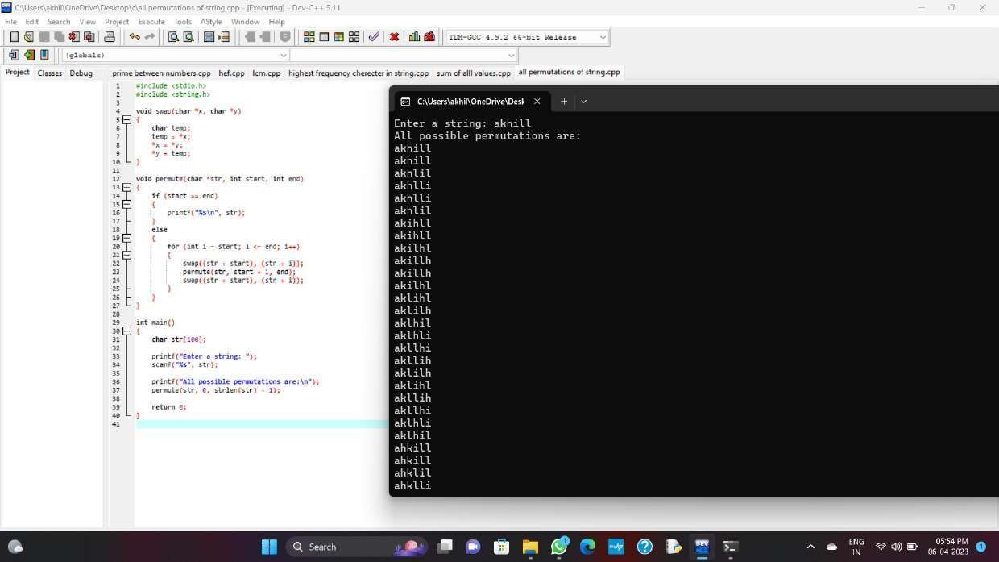 C:\Users\akhil\OneDrive\Desktop\c\all permutations of string.cpp - [Executing] - Dev-C++ 5.11
File Edit Search View Project Execute Tools AStyle Window Help
TDM-GCC 4.9.2 64-bit Release
(globals)
Project Classes Debug
prime between numbers.cpp hef.cpp lcm.cpp highest frequency cherecter in string.cpp sum of alll values.cpp all permutations of string.cpp
1 #include <stdio.h>
2 #include <string.h>
3
4 void swap(char *x, char *y)
5 {
6 char temp;
7 temp = *x;
8 *x = *y;
9 *y = temp;
10 }
11
12 void permute(char *str, int start, int end)
13 {
14 if (start == end)
15 {
16 printf("%s\n", str);
17 }
18 else
19 {
20 for (int i = start; i <= end; i++)
21 {
22 swap((str + start), (str + i));
23 permute(str, start + 1, end);
24 swap((str + start), (str + i));
25 }
26 }
27 }
28
29 int main()
30 {
31 char str[100];
32
33 printf("Enter a string: ");
34 scanf("%s", str);
35
36 printf("All possible permutations are:\n");
37 permute(str, 0, strlen(str) - 1);
38
39 return 0;
40 }
41
C:\Users\akhil\OneDrive\Desk
Enter a string: akhill
All possible permutations are:
akhill
akhill
akhlil
akhlli
akhlli
akhlil
akihll
akihll
akilhl
akillh
akillh
akilhl
aklihl
aklilh
aklhil
aklhli
akllhi
akllih
aklilh
aklihl
akllih
akllhi
aklhli
aklhil
ahkill
ahkill
ahklil
ahklli
Search
1
DEV
ENG
IN
05:54 PM
06-04-2023
1